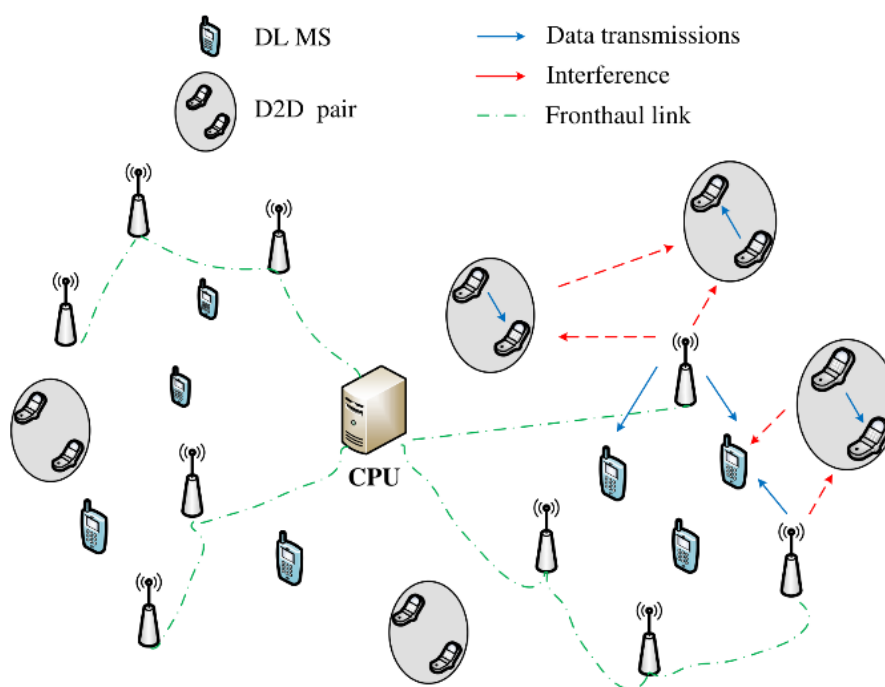 DL MS
D2D pair
Data transmissions
Interference
Fronthaul link
CPU